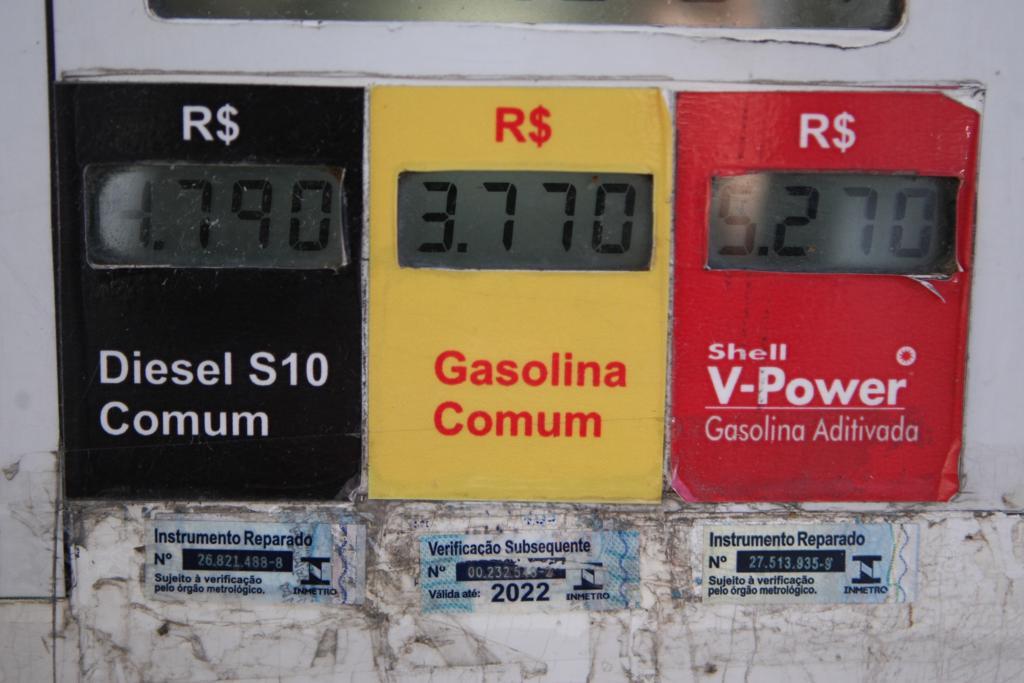 R$
Diesel S10
Comum
R$
3.770
Gasolina
Comum
R$
5.270
Shell
V-Power
Gasolina Aditivada
Instrumento Reparado
Nº 26.821.488-8
Sujeito à verificação
pelo órgão metrológico.
INMETRO
Verificação Subsequente
Nº
Válida até: 2022
INMETRO
Instrumento Reparado
Nº 27.513.935-9
Sujeito à verificação
pelo órgão metrológico.
INMETRO